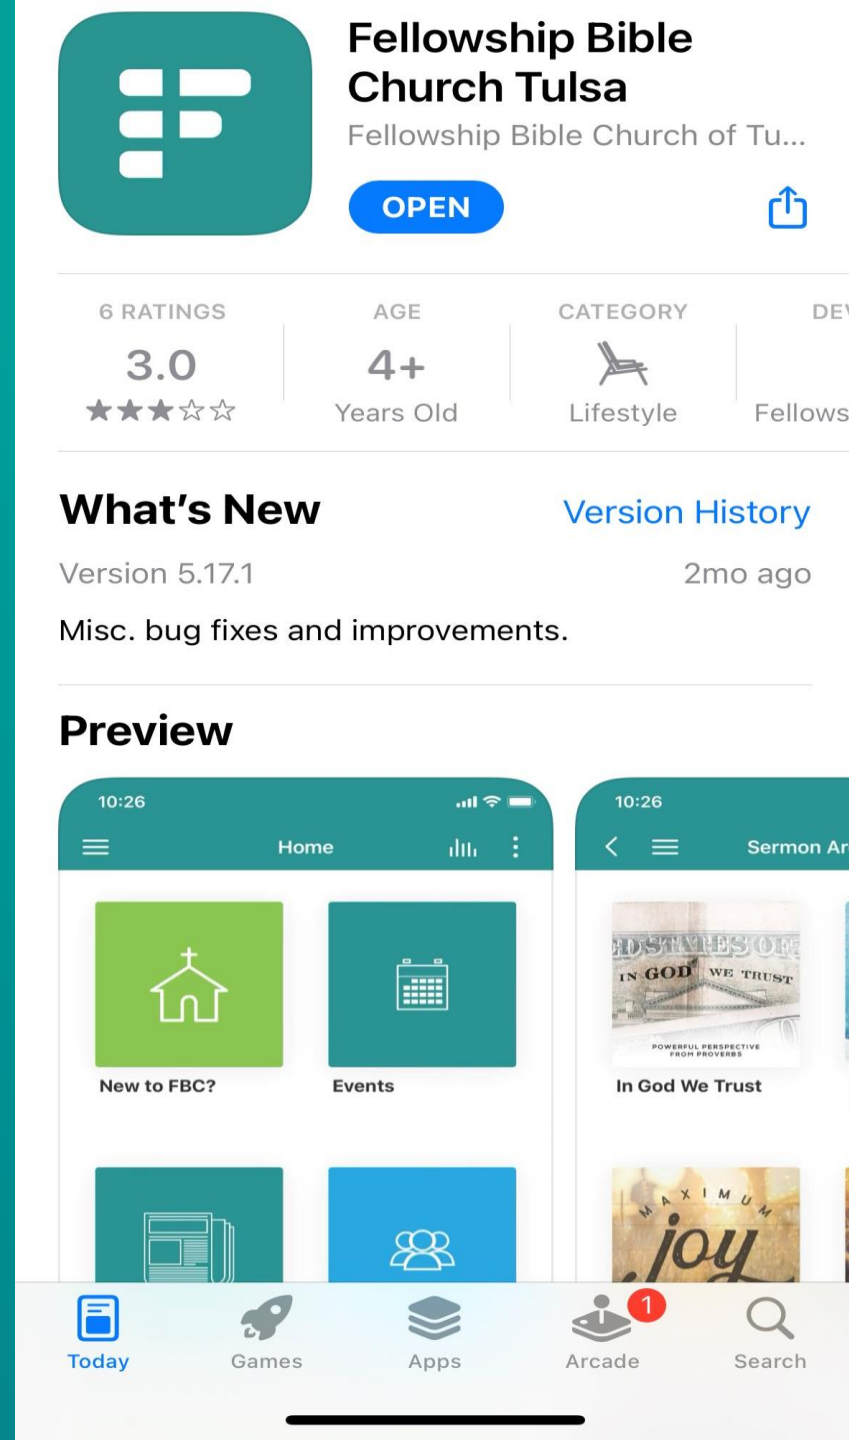 Fellowship Bible
Church Tulsa
Fellowship Bible Church of Tu...
OPEN
6 RATINGS
3.0
AGE
4+
Years Old
CATEGORY
Lifestyle
DEV
Fellows
What's New
Version History
Version 5.17.1
2mo ago
Misc. bug fixes and improvements.
Preview
10:26
Home
New to FBC?
Events
10:26
Sermon Ar
IN GOD WE TRUST
POWERFUL PERSPECTIVE
FROM PROVERBS
In God We Trust
MAXIMUM
joy
Today
Games
Apps
1
Arcade
Search